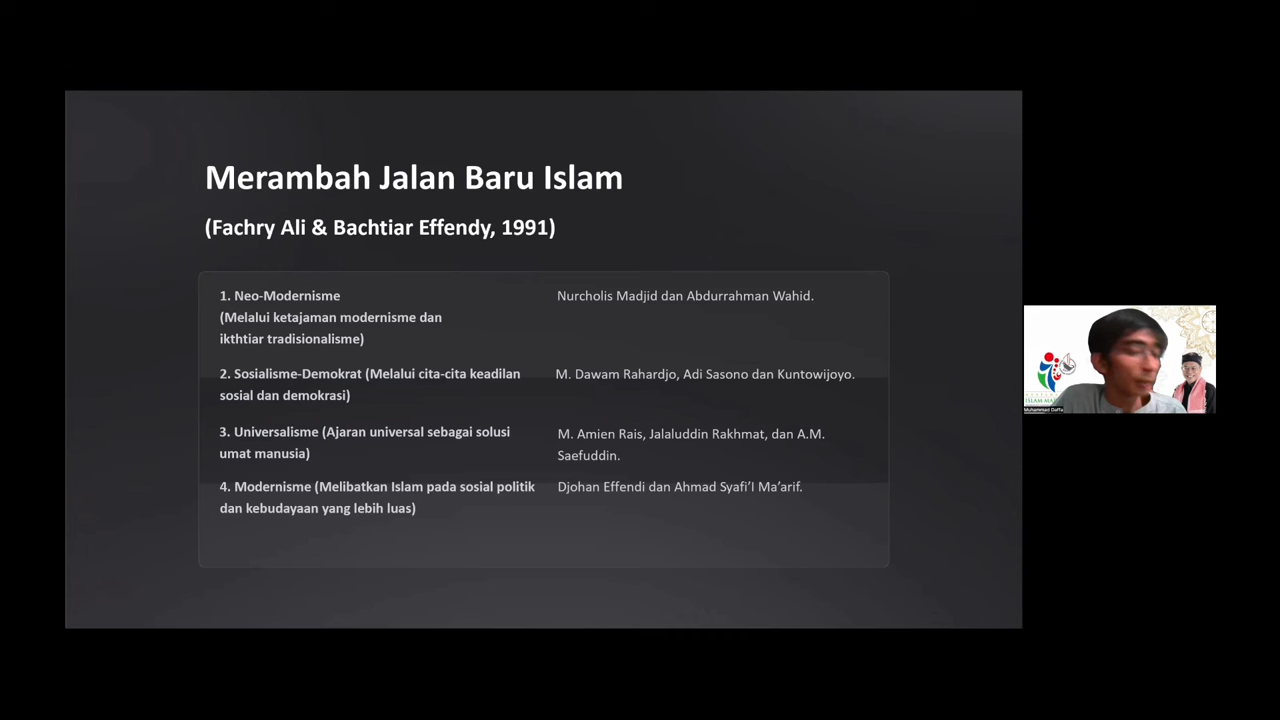 Merambah Jalan Baru Islam
(Fachry Ali & Bachtiar Effendy, 1991)
1. Neo-Modernisme
(Melalui ketajaman modernisme dan
ikthtiar tradisionalisme)
Nurcholis Madjid dan Abdurrahman Wahid.
2. Sosialisme-Demokrat (Melalui cita-cita keadilan
sosial dan demokrasi)
M. Dawam Rahardjo, Adi Sasono dan Kuntowijoyo.
3. Universalisme (Ajaran universal sebagai solusi
umat manusia)
M. Amien Rais, Jalaluddin Rakhmat, dan A.M.
Saefuddin.
4. Modernisme (Melibatkan Islam pada sosial politik
dan kebudayaan yang lebih luas)
Djohan Effendi dan Ahmad Syafi’I Ma’arif.
ISLAM
Muhammad Daffa